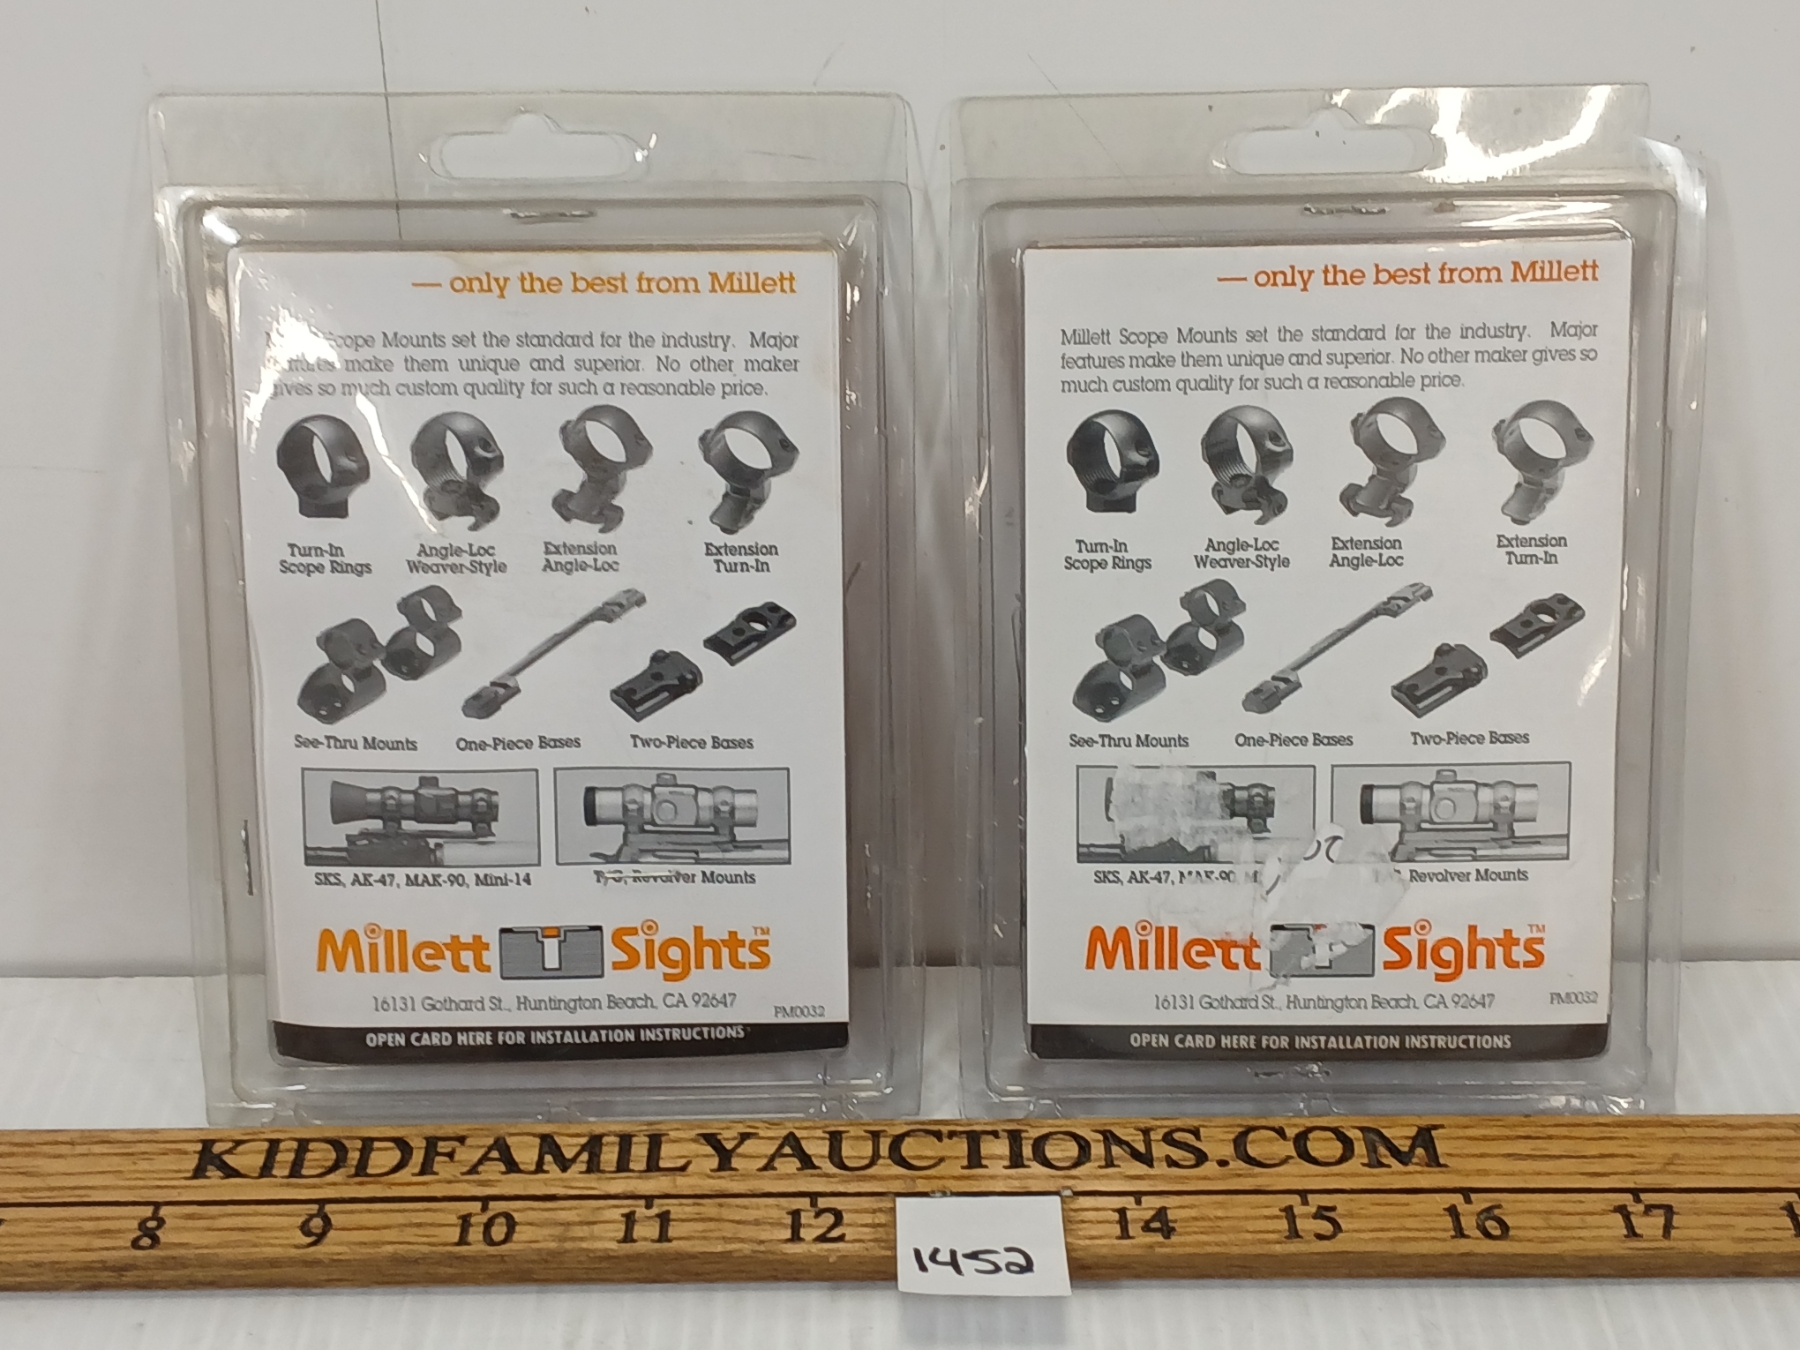 — only the best from Millett
Scope Mounts set the standard for the industry. Major
features make them unique and superior. No other maker
gives so much custom quality for such a reasonable price.
Turn-In
Scope Rings
Angle-Loc
Weaver-Style
Extension
Angle-Loc
Extension
Turn-In
See-Thru Mounts
One-Piece Bases
Two-Piece Bases
SKS, AK-47, MAK-90, Mini-14
T/C, Revolver Mounts
Millett Sights™
16131 Gothard St., Huntington Beach, CA 92647
PM0032
OPEN CARD HERE FOR INSTALLATION INSTRUCTIONS
— only the best from Millett
Millett Scope Mounts set the standard for the industry. Major
features make them unique and superior. No other maker gives so
much custom quality for such a reasonable price.
Turn-In
Scope Rings
Angle-Loc
Weaver-Style
Extension
Angle-Loc
Extension
Turn-In
See-Thru Mounts
One-Piece Bases
Two-Piece Bases
SKS, AK-47, MAK-90,
Revolver Mounts
Millett Sights™
16131 Gothard St., Huntington Beach, CA 92647
PM0032
OPEN CARD HERE FOR INSTALLATION INSTRUCTIONS
KIDDFAMILYAUCTIONS.COM
8 9 10 11 12 14 15 16 17
1452